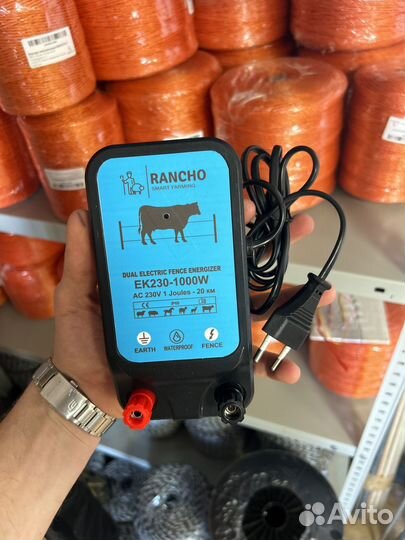 RANCHO
SMART FARMING
DUAL ELECTRIC FENCE ENERGIZER
EK230-1000W
AC 230V 1 Joules - 20 KM
CE
EARTH
WATERPROOF
FENCE
Avito